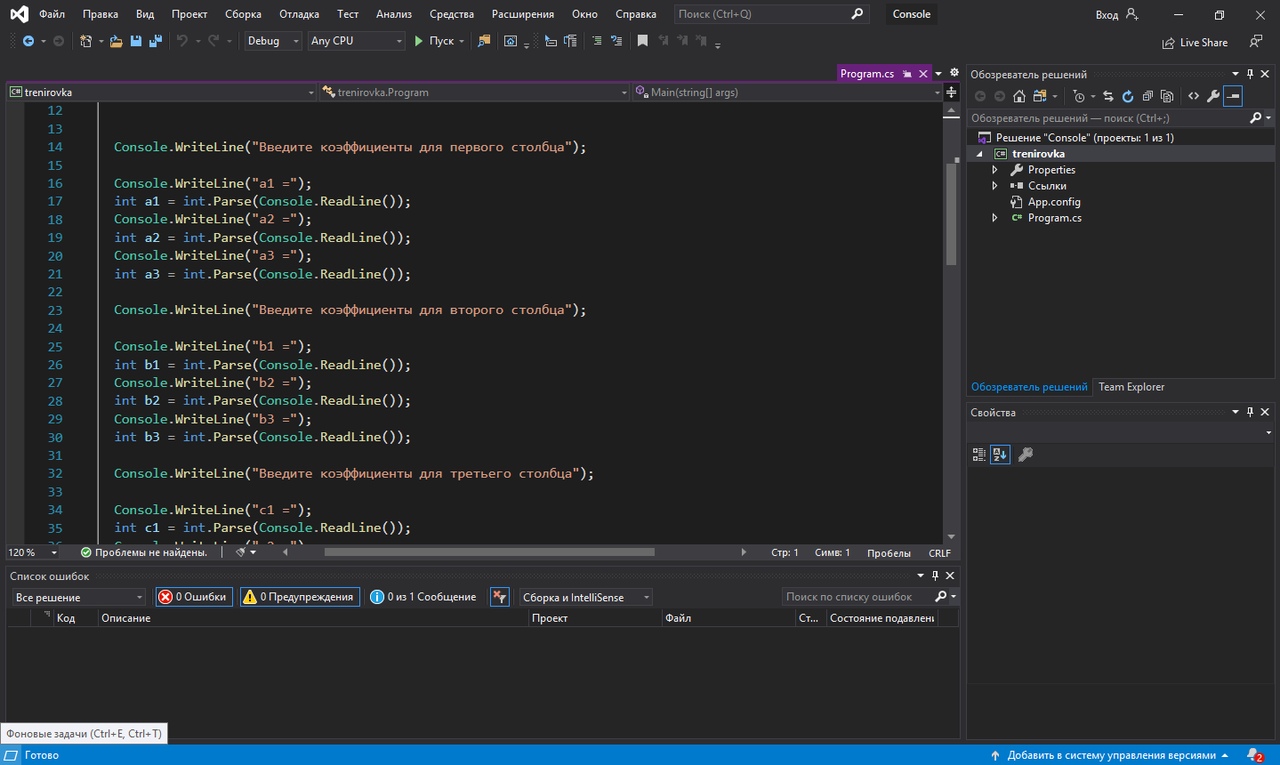 Файл Правка Вид Проект Сборка Отладка Тест Анализ Средства Расширения Окно Справка Поиск (Ctrl+Q) Console Вход
Debug Any CPU Пуск Live Share
Program.cs
trenirovka trenirovka.Program Main(string[] args)
12
13
14 Console.WriteLine("Введите коэффициенты для первого столбца");
15
16 Console.WriteLine("a1 =");
17 int a1 = int.Parse(Console.ReadLine());
18 Console.WriteLine("a2 =");
19 int a2 = int.Parse(Console.ReadLine());
20 Console.WriteLine("a3 =");
21 int a3 = int.Parse(Console.ReadLine());
22
23 Console.WriteLine("Введите коэффициенты для второго столбца");
24
25 Console.WriteLine("b1 =");
26 int b1 = int.Parse(Console.ReadLine());
27 Console.WriteLine("b2 =");
28 int b2 = int.Parse(Console.ReadLine());
29 Console.WriteLine("b3 =");
30 int b3 = int.Parse(Console.ReadLine());
31
32 Console.WriteLine("Введите коэффициенты для третьего столбца");
33
34 Console.WriteLine("c1 =");
35 int c1 = int.Parse(Console.ReadLine());
120 % Проблемы не найдены. Стр: 1 Симв: 1 Пробелы CRLF
Список ошибок
Все решение 0 Ошибки 0 Предупреждения 0 из 1 Сообщение Сборка и IntelliSense Поиск по списку ошибок
Код Описание Проект Файл Ст... Состояние подавлени
Обозреватель решений
Обозреватель решений — поиск (Ctrl+;)
Решение "Console" (проекты: 1 из 1)
trenirovka
Properties
Ссылки
App.config
Program.cs
Обозреватель решений Team Explorer
Свойства
Фоновые задачи (Ctrl+E, Ctrl+T)
Готово Добавить в систему управления версиями 2